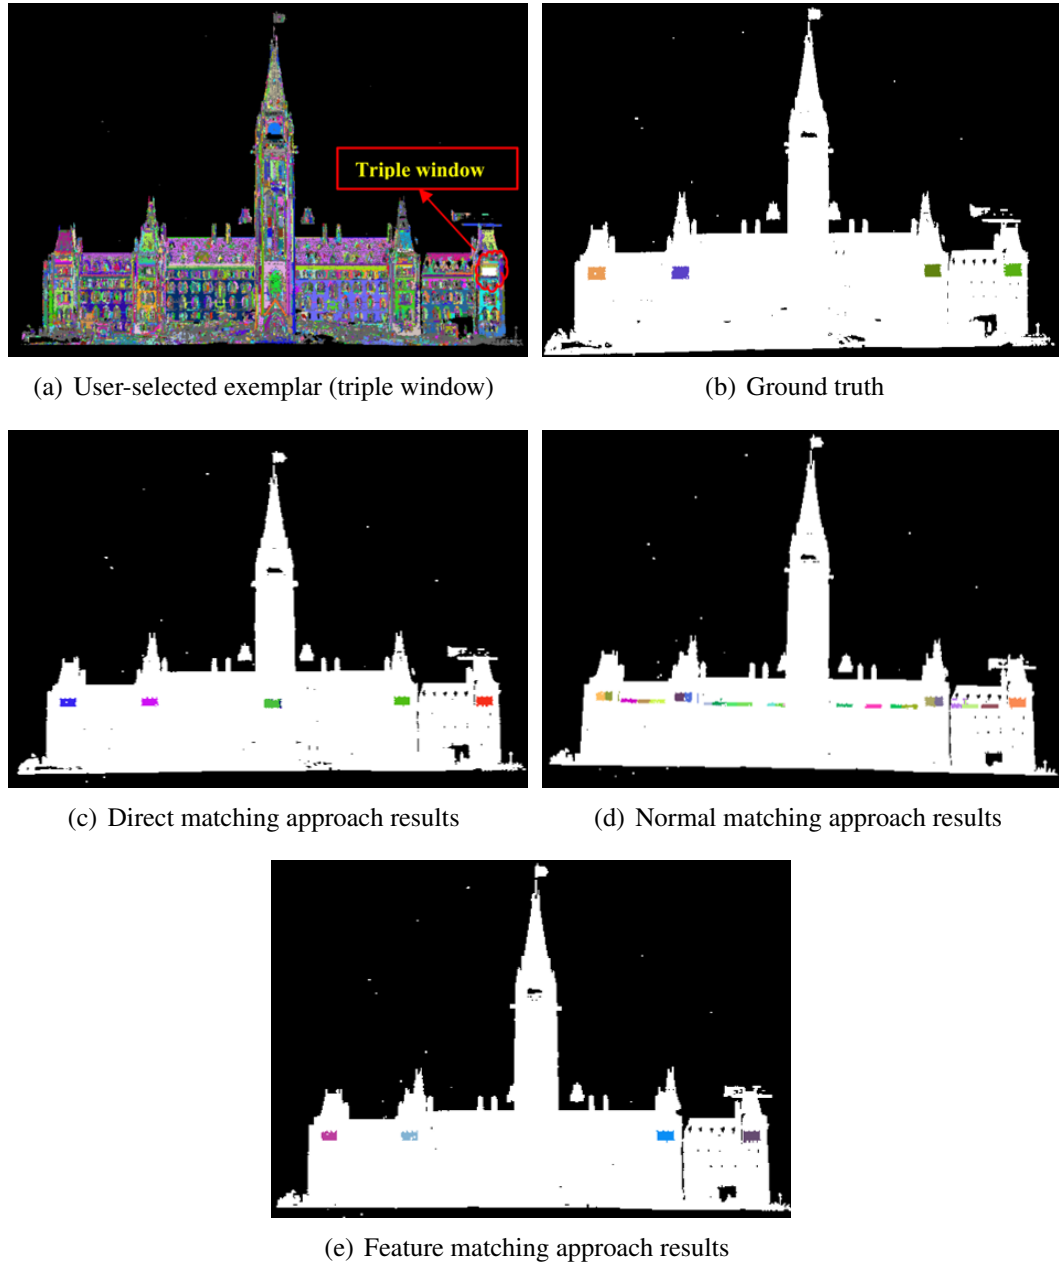 Triple window
(a) User-selected exemplar (triple window)
(b) Ground truth
(c) Direct matching approach results
(d) Normal matching approach results
(e) Feature matching approach results